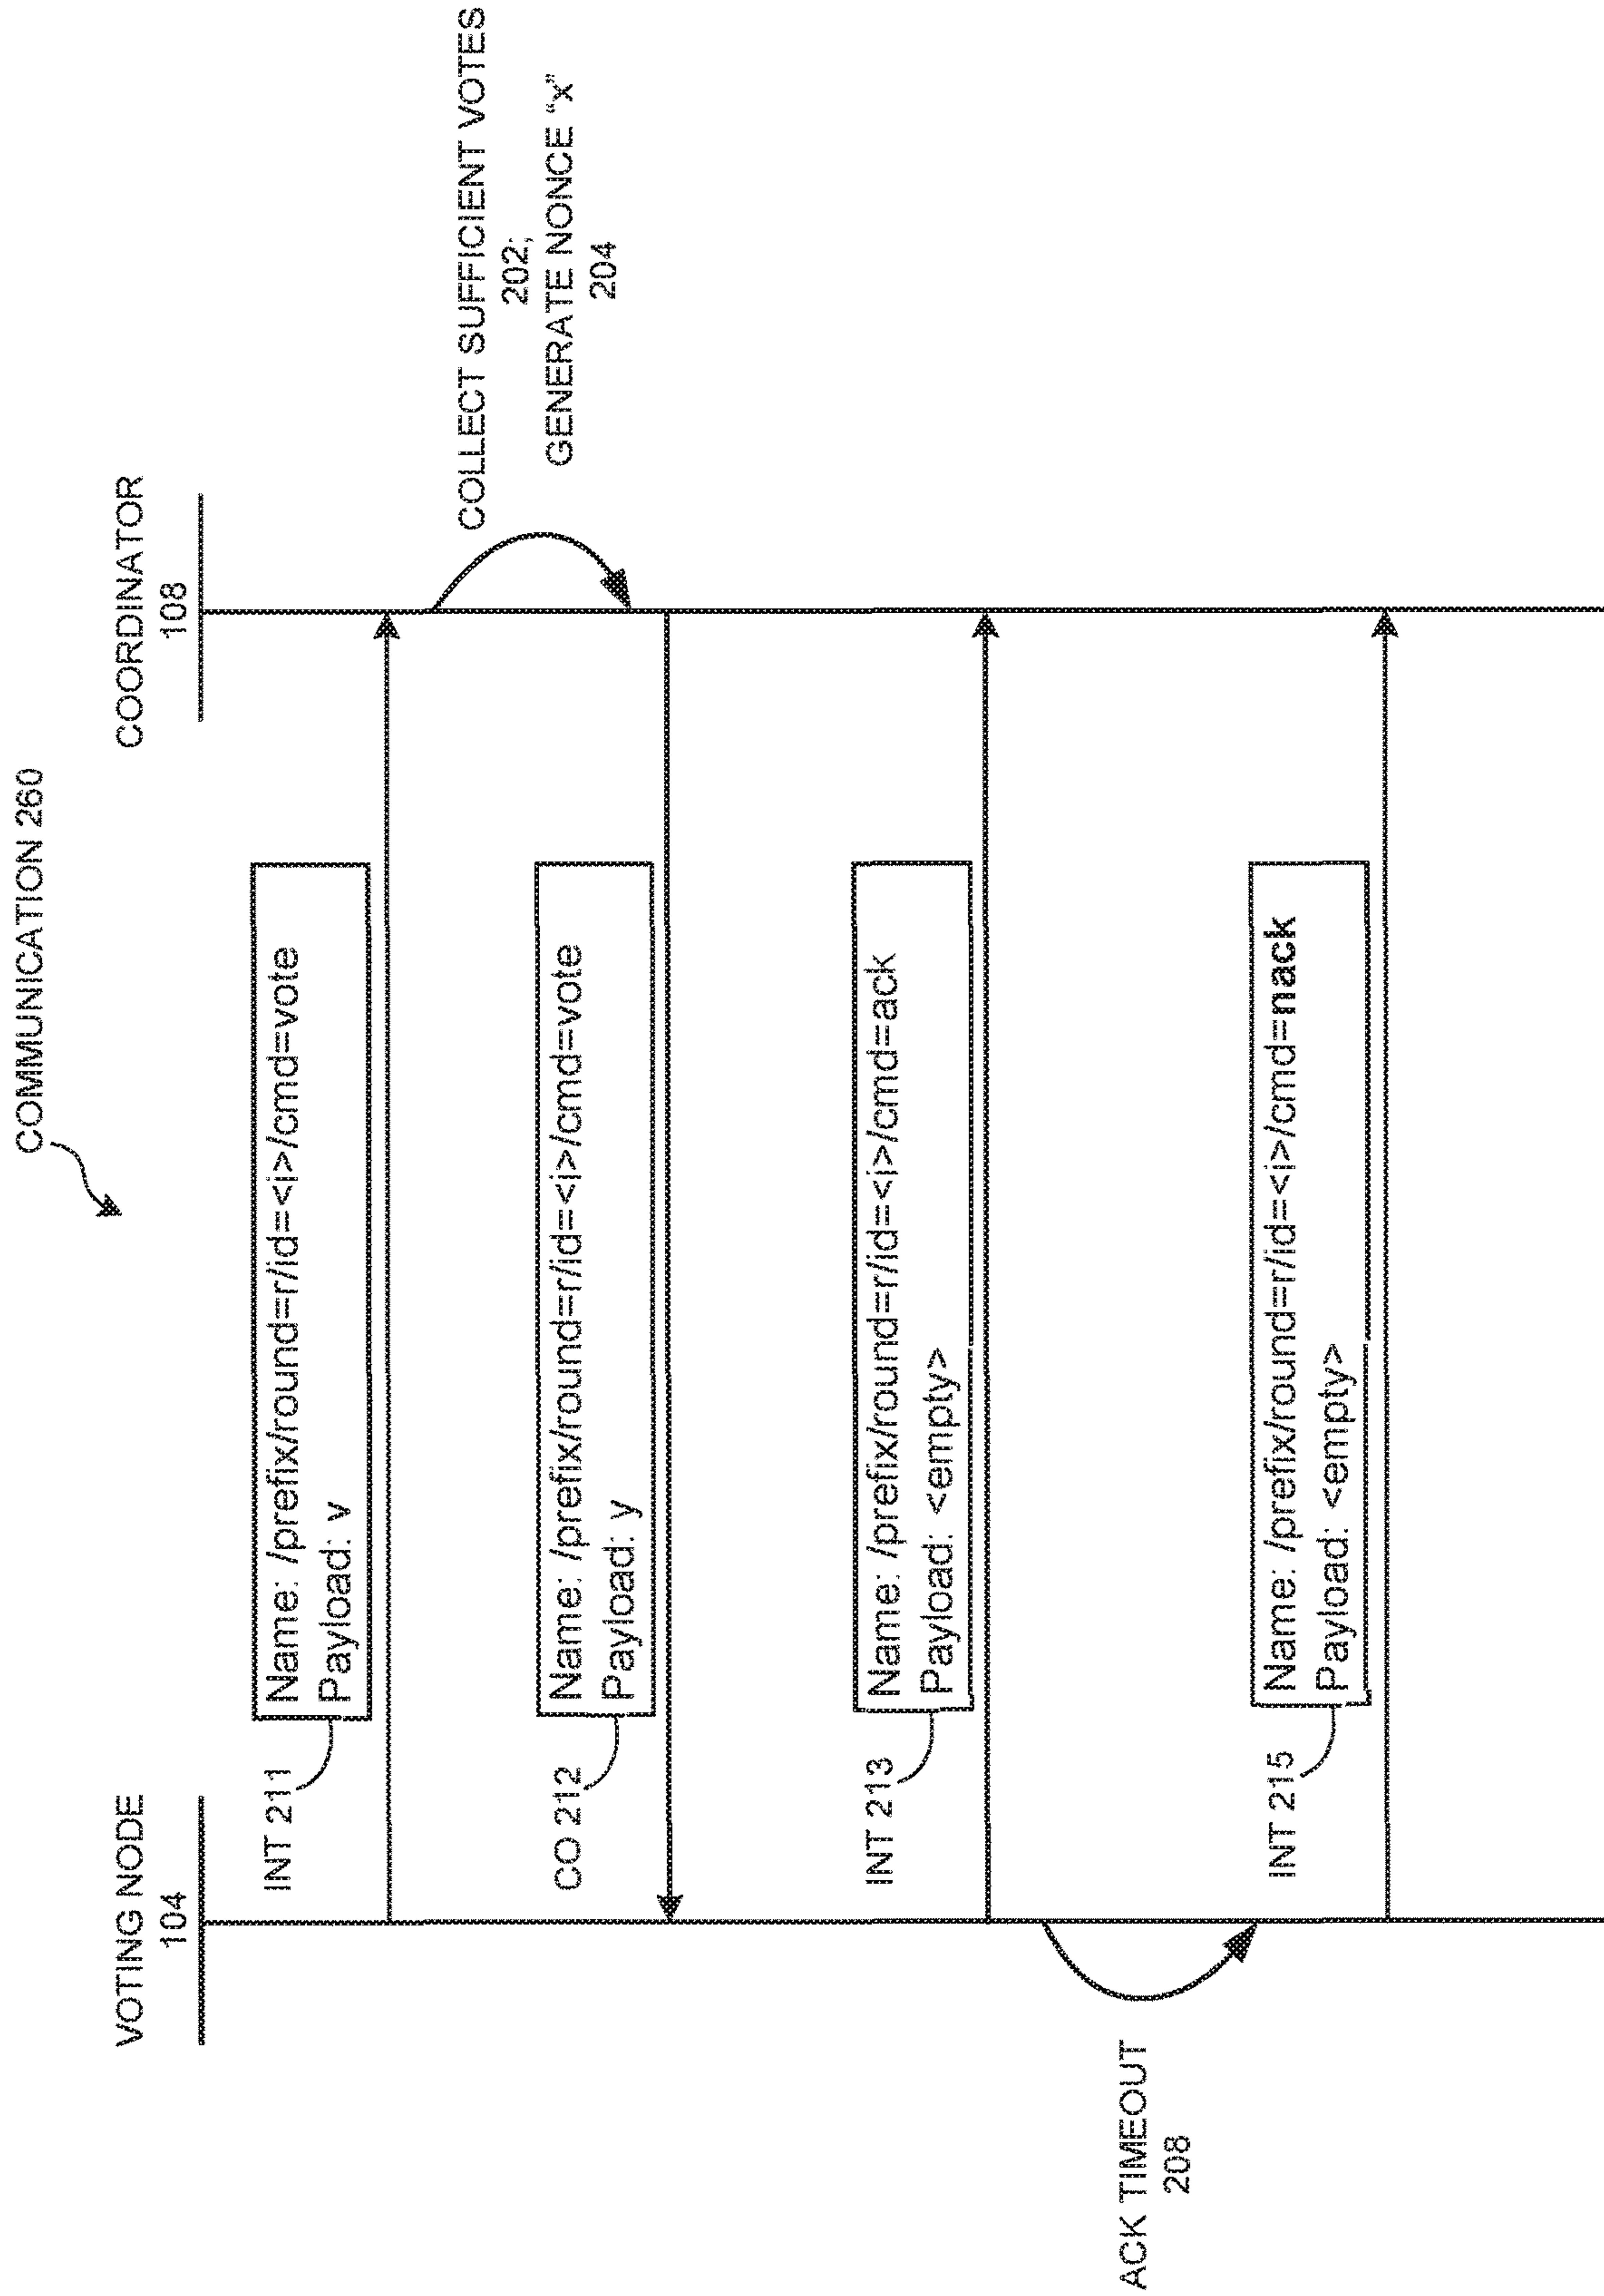 COMMUNICATION 260
VOTING NODE
104
COORDINATOR
108
INT 211
Name: /prefix/round=r/id=<i>/cmd=vote
Payload: v
COLLECT SUFFICIENT VOTES
202;
GENERATE NONCE “x”
204
CO 212
Name: /prefix/round=r/id=<i>/cmd=vote
Payload: y
INT 213
Name: /prefix/round=r/id=<i>/cmd=ack
Payload: <empty>
ACK TIMEOUT
208
INT 215
Name: /prefix/round=r/id=<i>/cmd=nack
Payload: <empty>